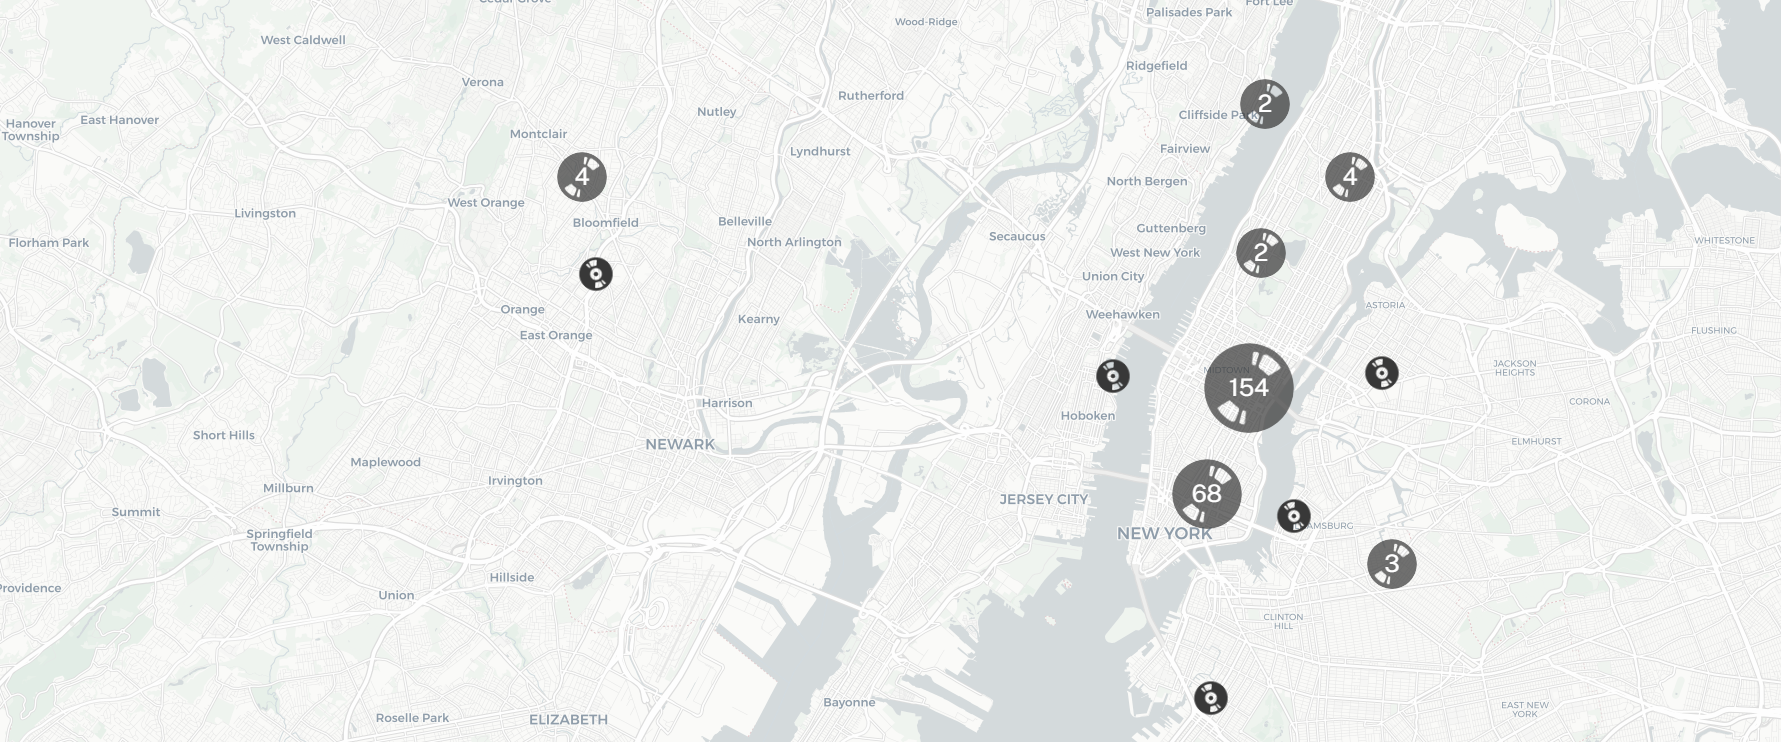 Cedar Grove
Fort Lee
Palisades Park
Wood-Ridge
West Caldwell
Ridgefield
Verona
Rutherford
2
Nutley
Cliffside Park
Hanover
Township
East Hanover
Montclair
Lyndhurst
Fairview
4
4
North Bergen
West Orange
Livingston
Bloomfield
Belleville
Guttenberg
Secaucus
Florham Park
North Arlington
WHITESTONE
West New York
2
Union City
Orange
ASTORIA
Kearny
Weehawken
East Orange
FLUSHING
JACKSON
HEIGHTS
MIDTOWN
154
Harrison
CORONA
Hoboken
Short Hills
NEWARK
ELMHURST
Maplewood
Irvington
Millburn
68
JERSEY CITY
Summit
AMSBURG
Springfield
Township
NEW YORK
3
Hillside
Providence
Union
CLINTON
HILL
Bayonne
EAST NEW
YORK
Roselle Park
ELIZABETH